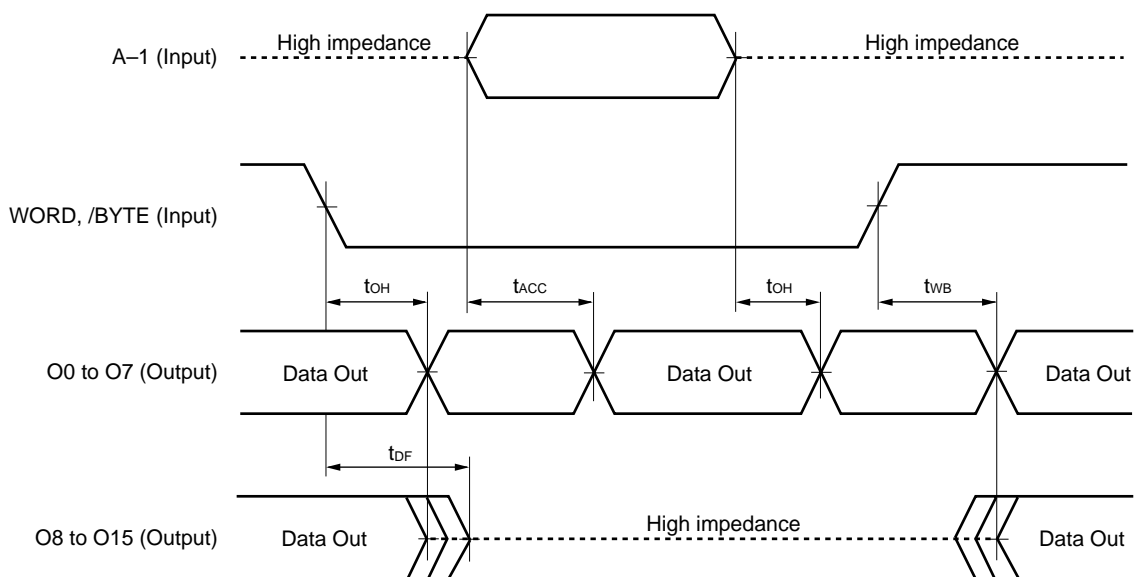 High impedance
High impedance
A–1 (Input)
WORD, /BYTE (Input)
tOH
tACC
tOH
tWB
O0 to O7 (Output)
Data Out
Data Out
Data Out
tDF
High impedance
O8 to O15 (Output)
Data Out
Data Out